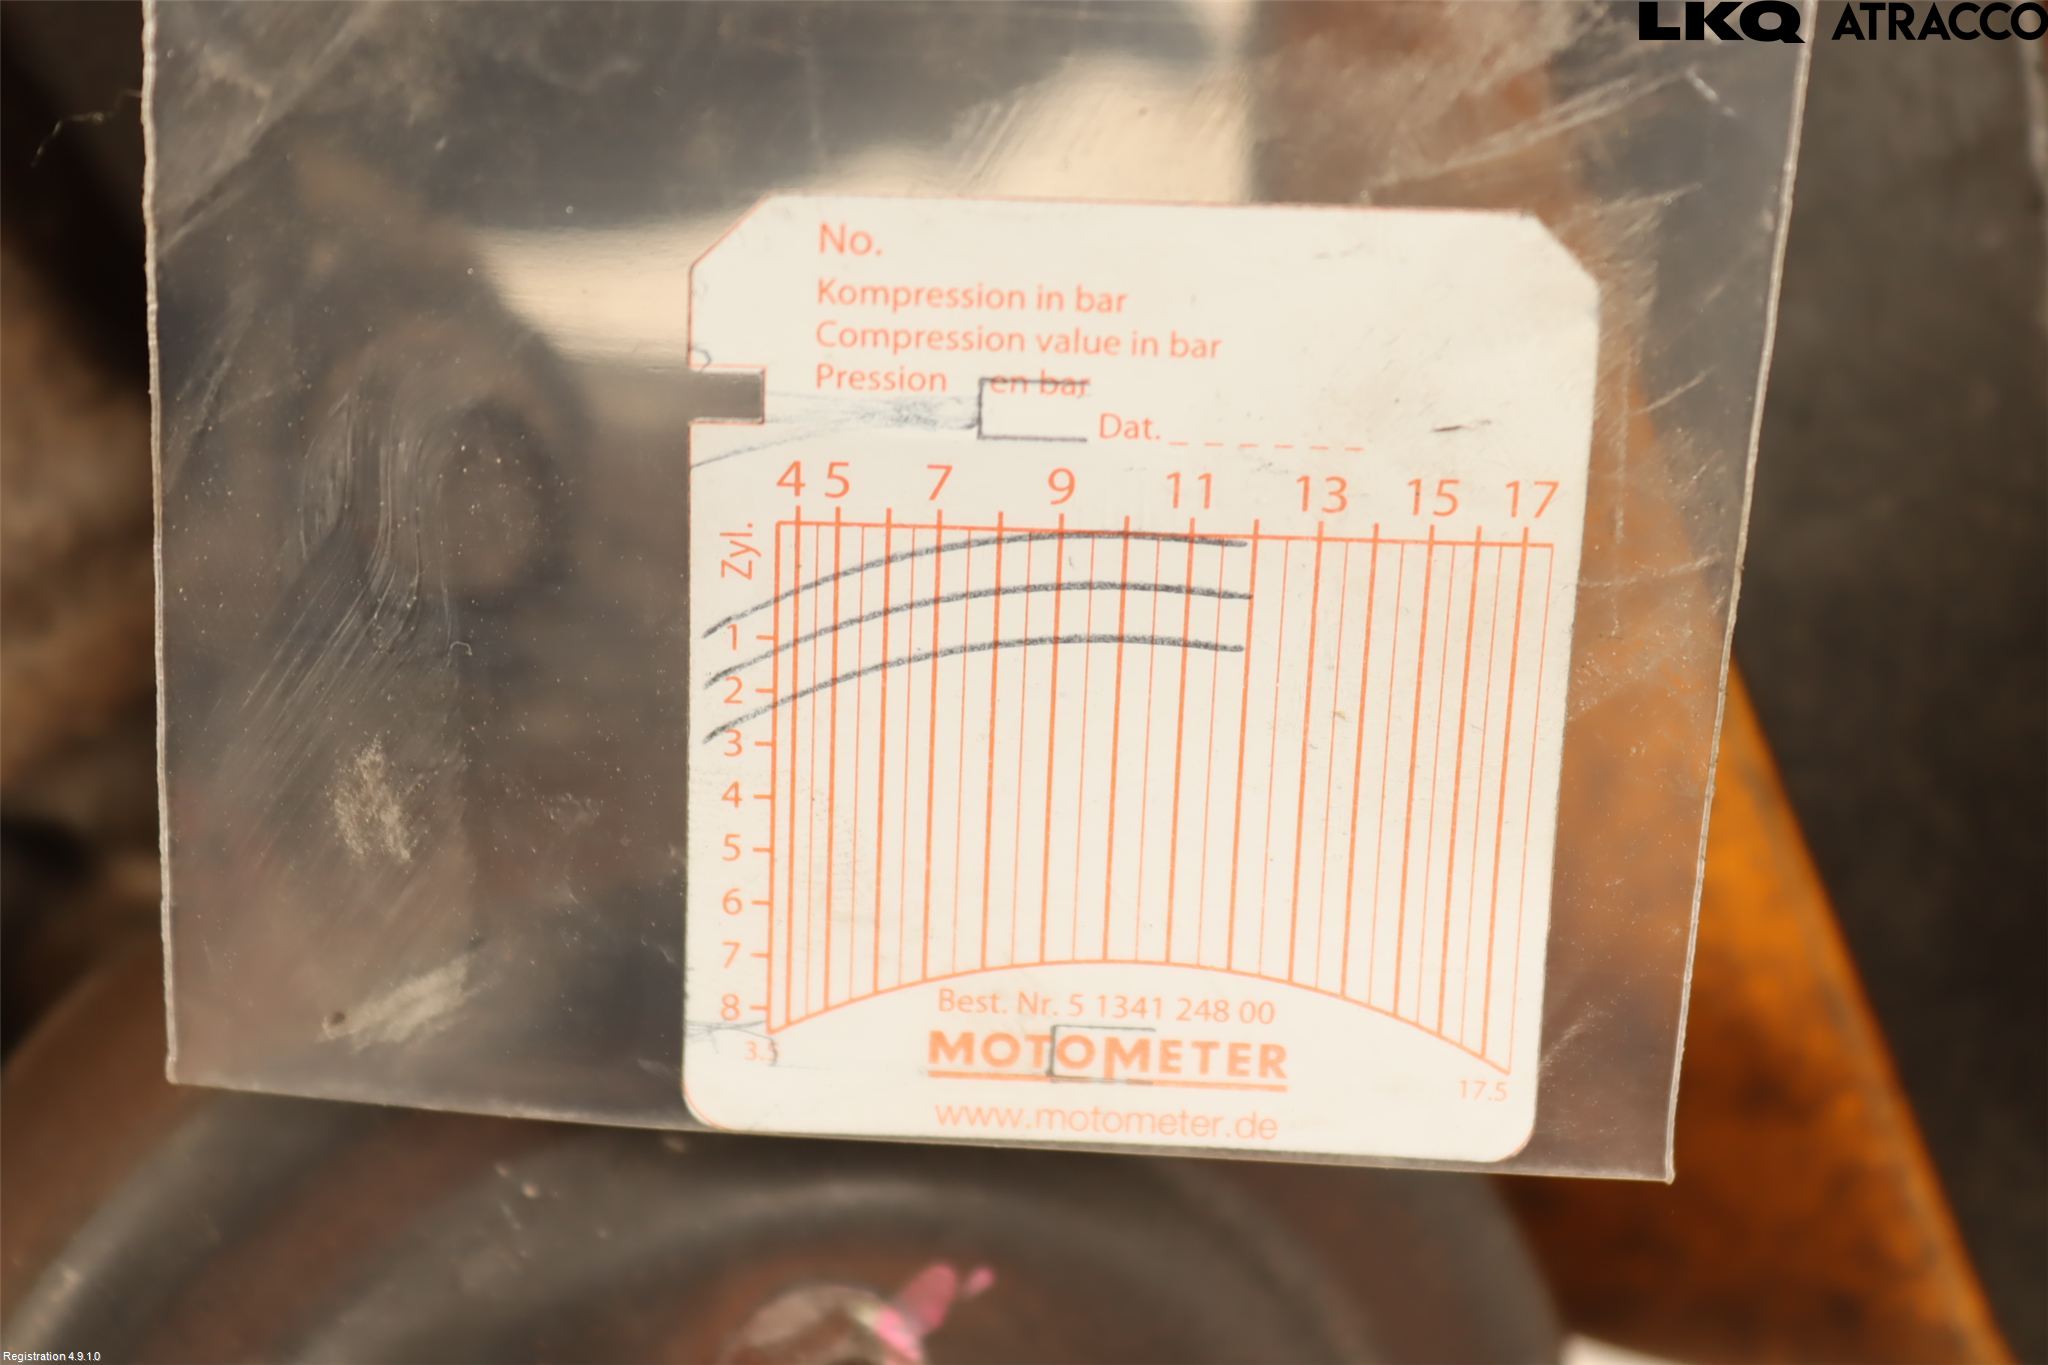 LKQ ATRACCO
No.
Kompression in bar
Compression value in bar
Pression en bar
Dat. _ _ _ _ _ _
4 5 7 9 11 13 15 17
Zyl.
1
2
3
4
5
6
7
8
3.5
17.5
Best. Nr. 5 1341 248 00
MOTOMETER
www.motometer.de
Registration 4.9.1.0